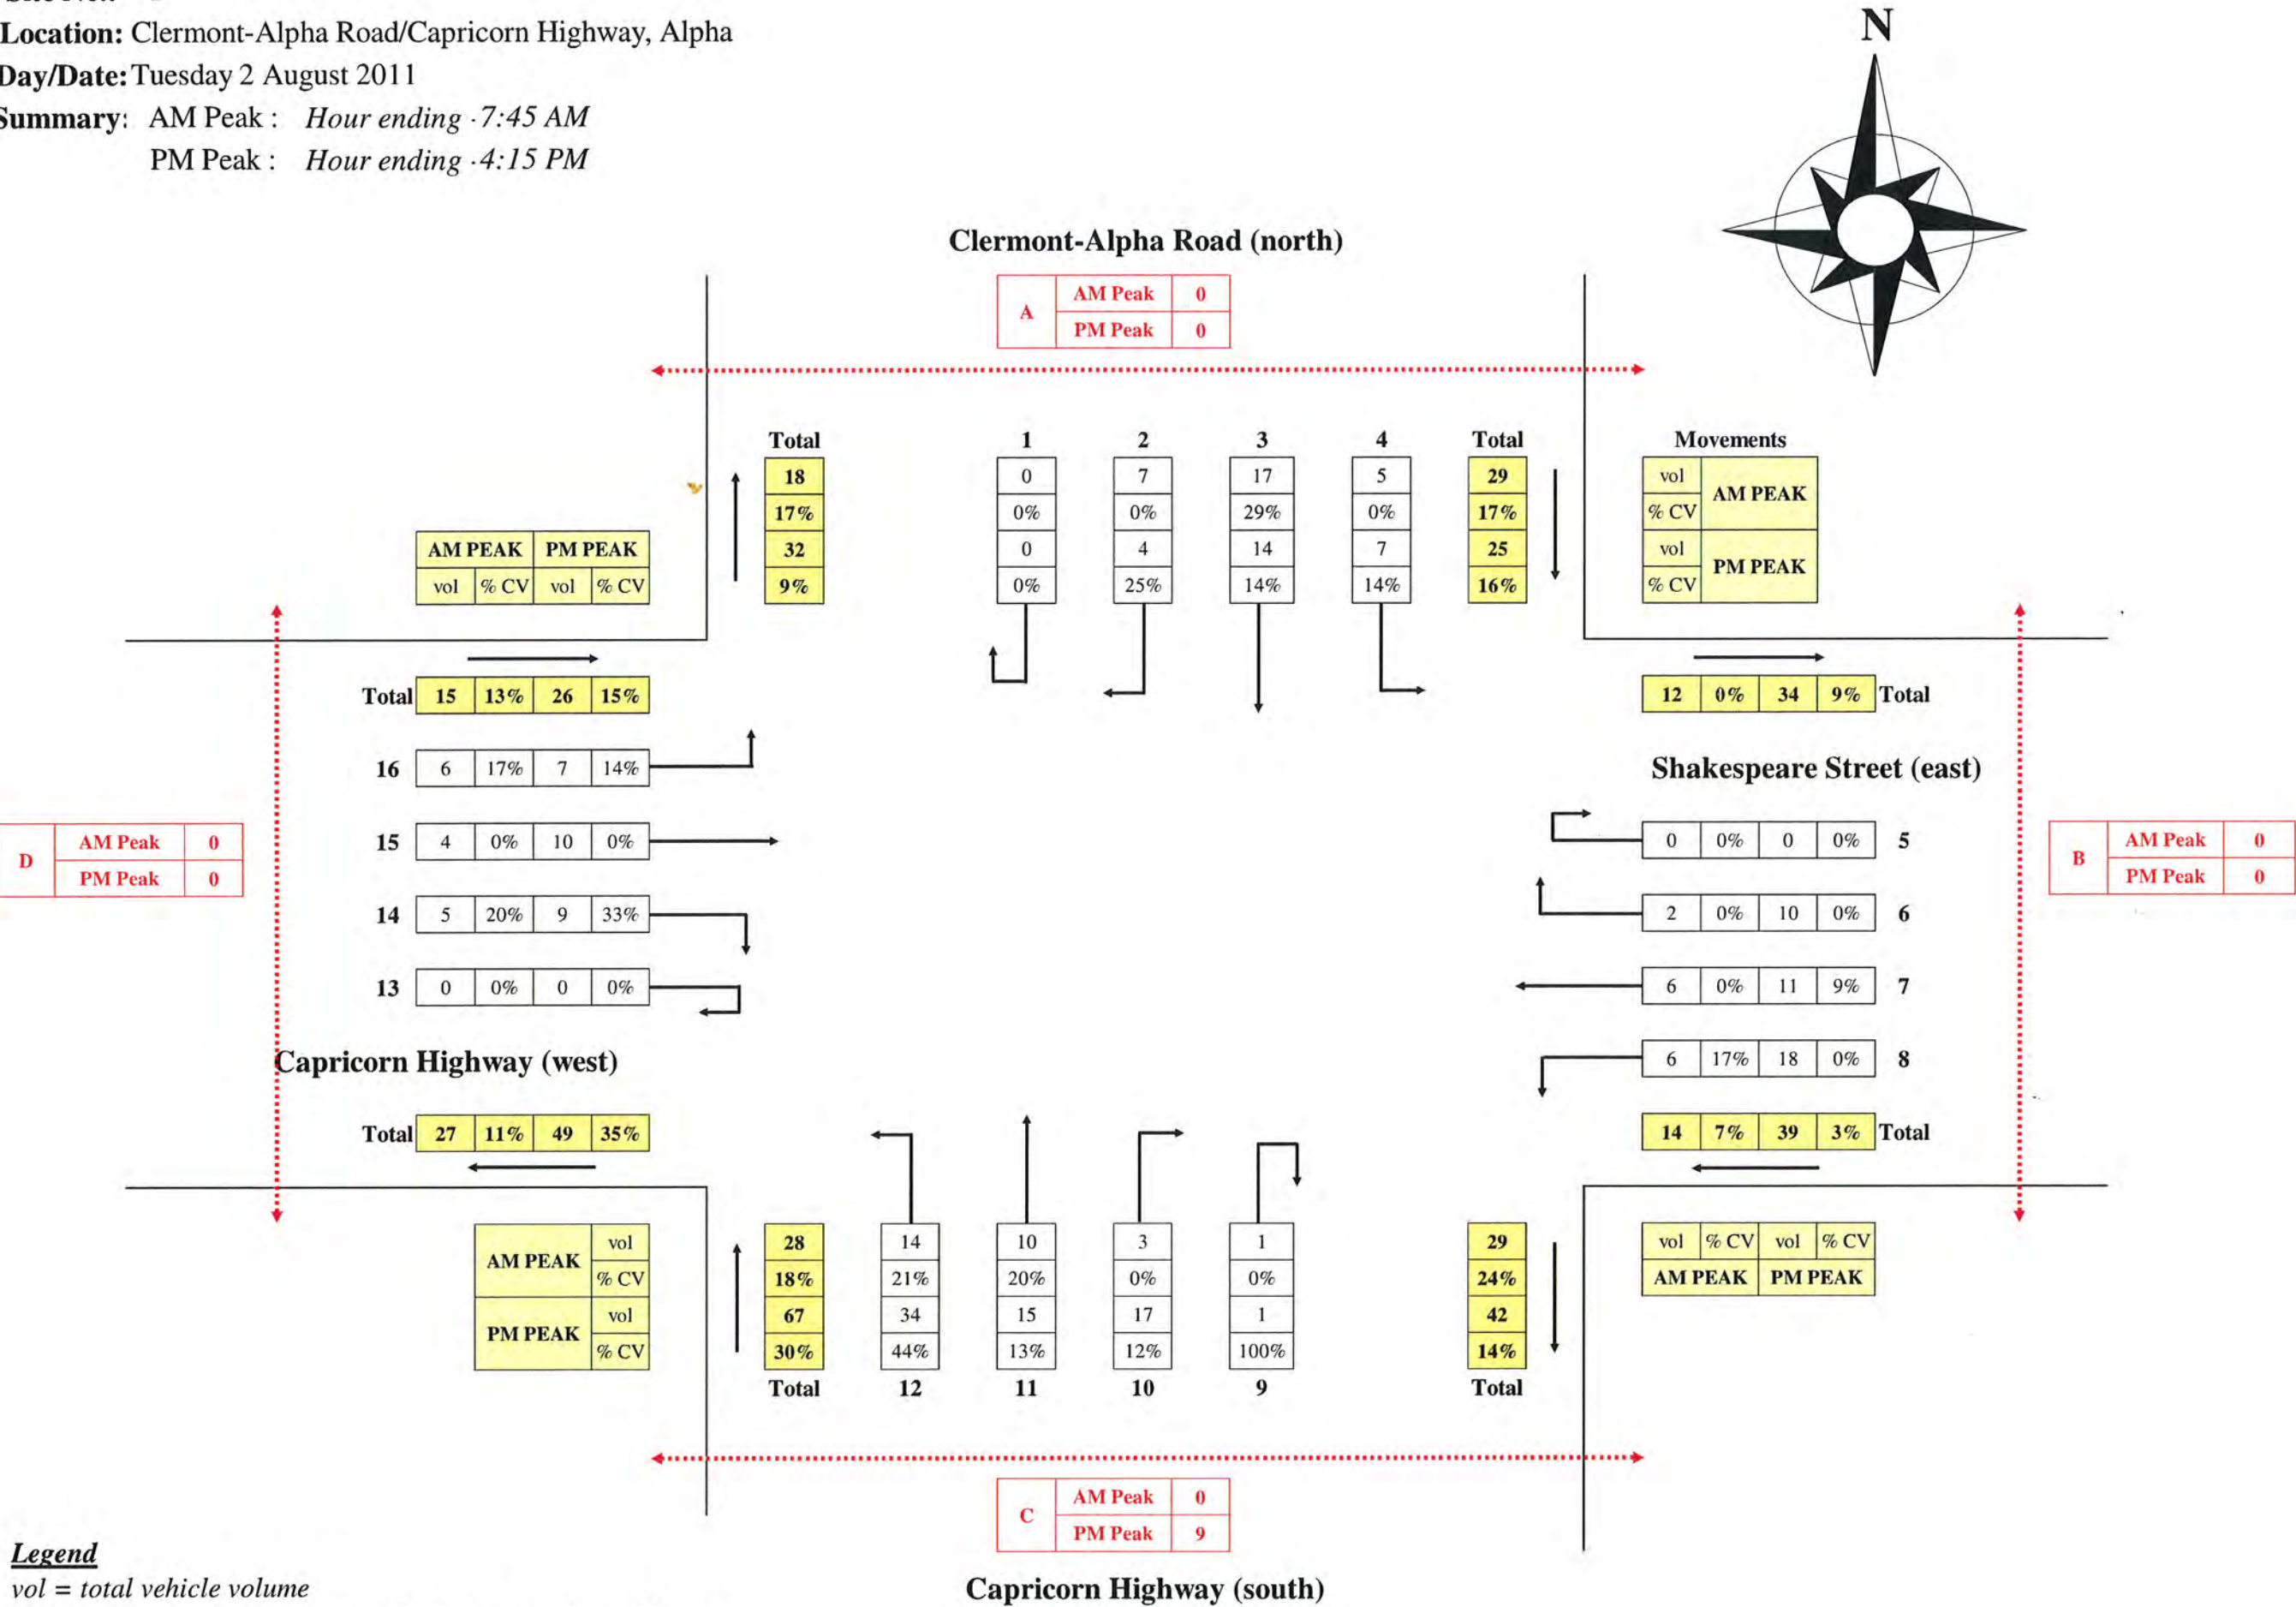 Location: Clermont-Alpha Road/Capricorn Highway, Alpha
Day/Date: Tuesday 2 August 2011
Summary: AM Peak : Hour ending - 7:45 AM
PM Peak : Hour ending - 4:15 PM
N
Clermont-Alpha Road (north)
A AM Peak 0
PM Peak 0
Total 1 2 3 4 Total Movements
18 0 7 17 5 29 vol AM PEAK
17% 0% 0% 29% 0% 17% % CV
32 0 4 14 7 25 vol PM PEAK
9% 0% 25% 14% 14% 16% % CV
AM PEAK PM PEAK
vol % CV vol % CV
Total 15 13% 26 15%
12 0% 34 9% Total
16 6 17% 7 14%
Shakespeare Street (east)
15 4 0% 10 0%
0 0% 0 0% 5
D AM Peak 0
PM Peak 0
B AM Peak 0
PM Peak 0
14 5 20% 9 33%
2 0% 10 0% 6
13 0 0% 0 0%
6 0% 11 9% 7
Capricorn Highway (west)
6 17% 18 0% 8
Total 27 11% 49 35%
14 7% 39 3% Total
AM PEAK vol 28 14 10 3 1 29
% CV 18% 21% 20% 0% 0% 24%
PM PEAK vol 67 34 15 17 1 42
% CV 30% 44% 13% 12% 100% 14%
Total 12 11 10 9 Total
vol % CV vol % CV
AM PEAK PM PEAK
C AM Peak 0
PM Peak 9
Legend
vol = total vehicle volume
Capricorn Highway (south)